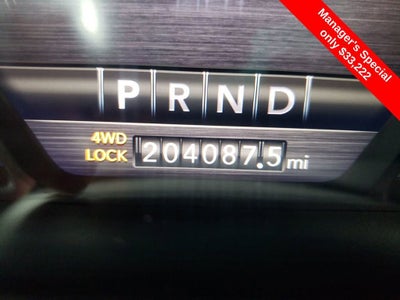 Manager's Special
only $33,222
P R N D
4WD
LOCK 204087.5 mi